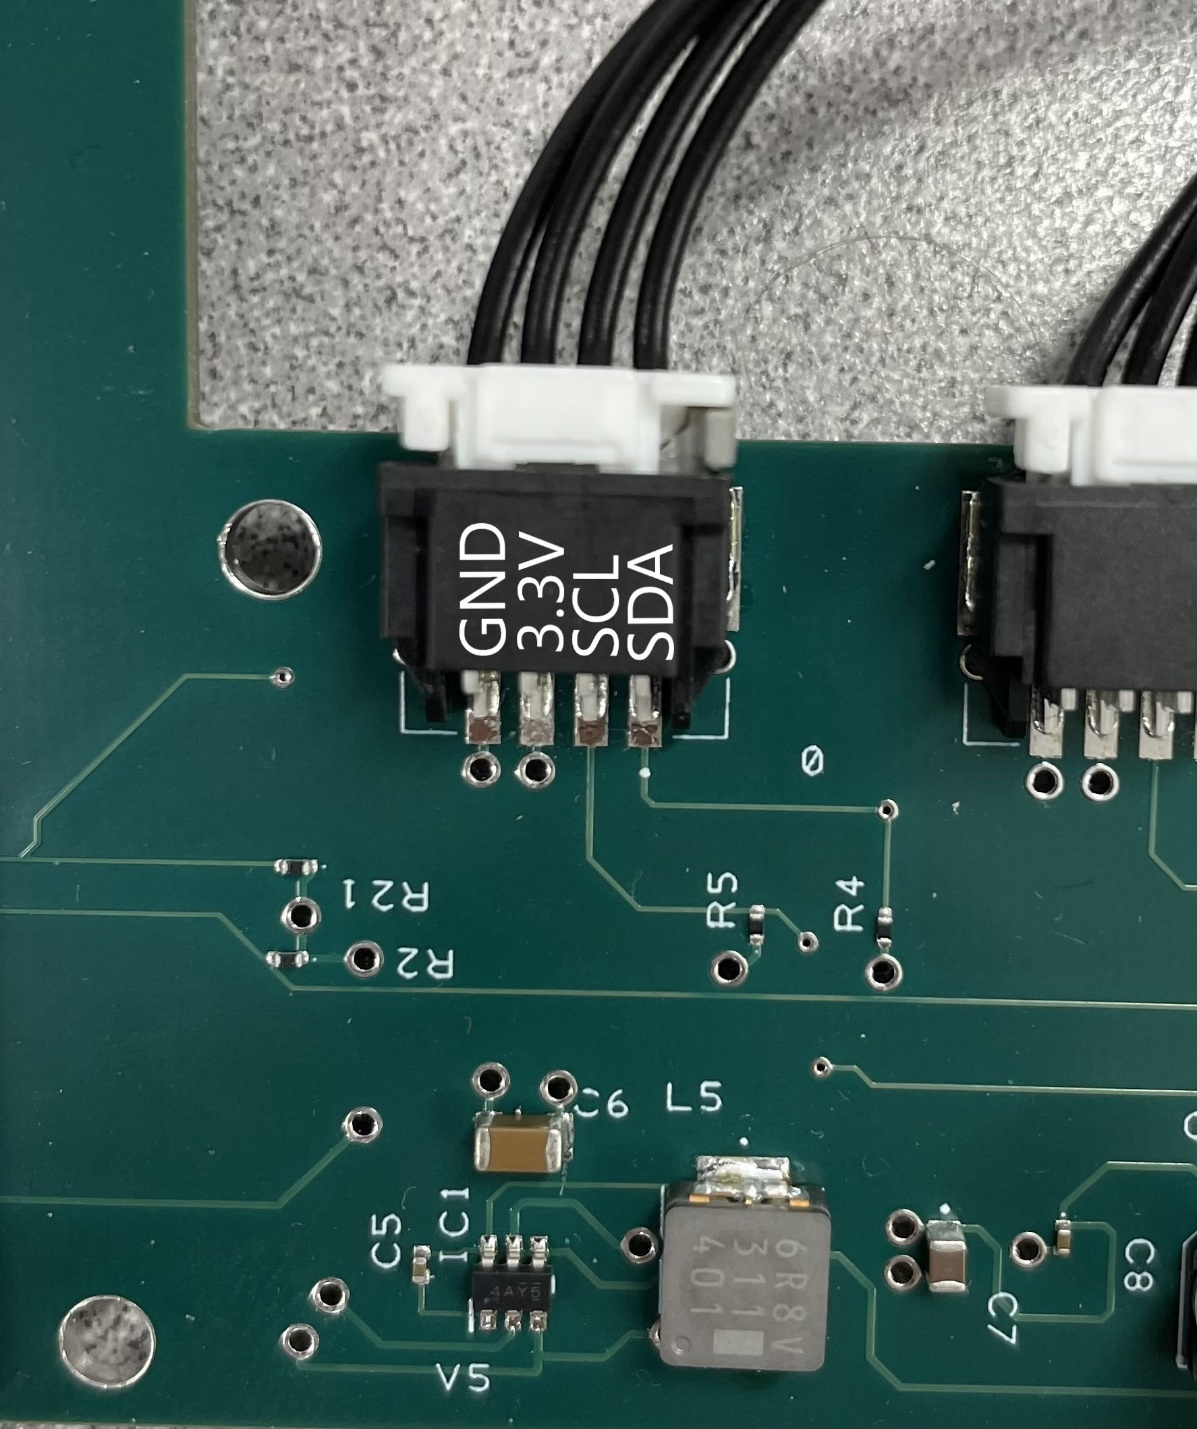 GND
3.3V
SCL
SDA
0
R21
R2
R5
R4
C6
L5
C5
IC1
4AY5
V5
6R8V
311
401
C7
C8